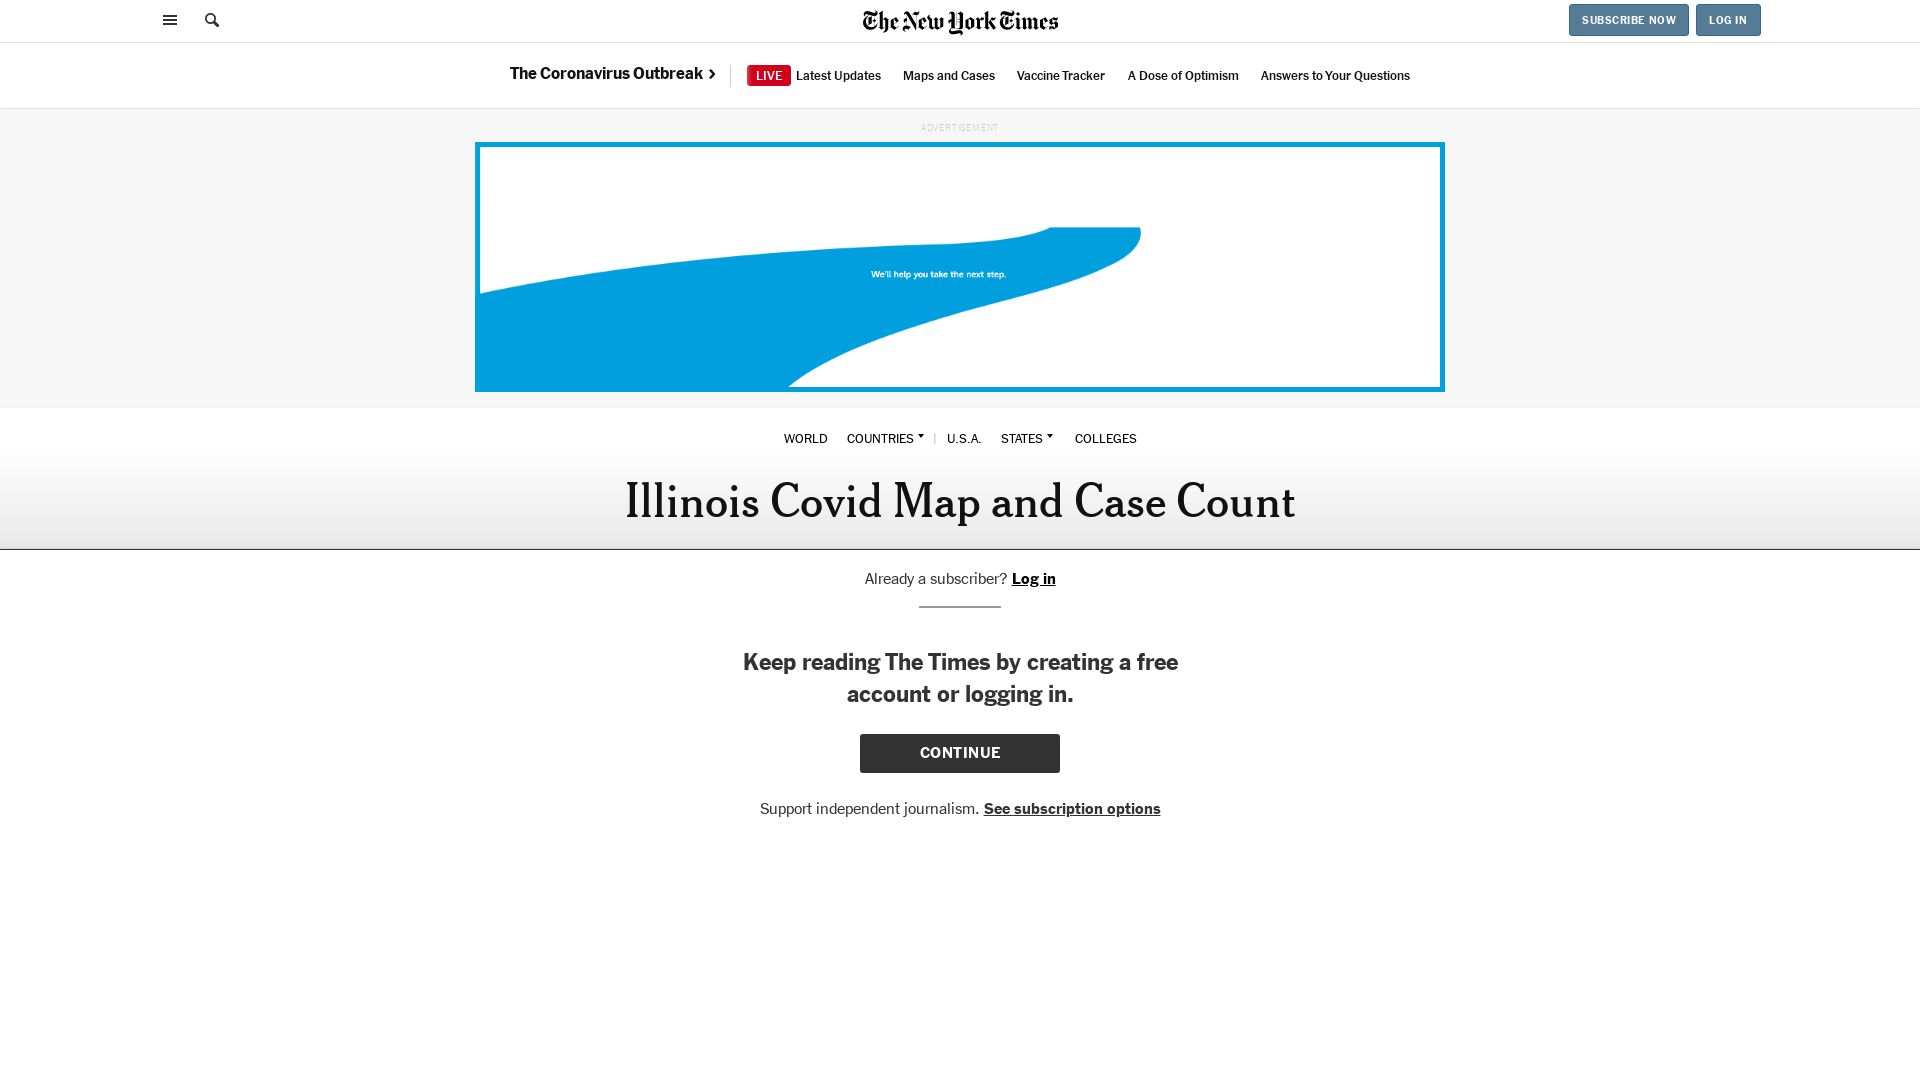 The New York Times
SUBSCRIBE NOW
LOG IN
The Coronavirus Outbreak ›
LIVE Latest Updates
Maps and Cases
Vaccine Tracker
A Dose of Optimism
Answers to Your Questions
ADVERTISEMENT
We'll help you take the next step.
WORLD COUNTRIES | U.S.A. STATES COLLEGES
Illinois Covid Map and Case Count
Already a subscriber? Log in
Keep reading The Times by creating a free
account or logging in.
CONTINUE
Support independent journalism. See subscription options